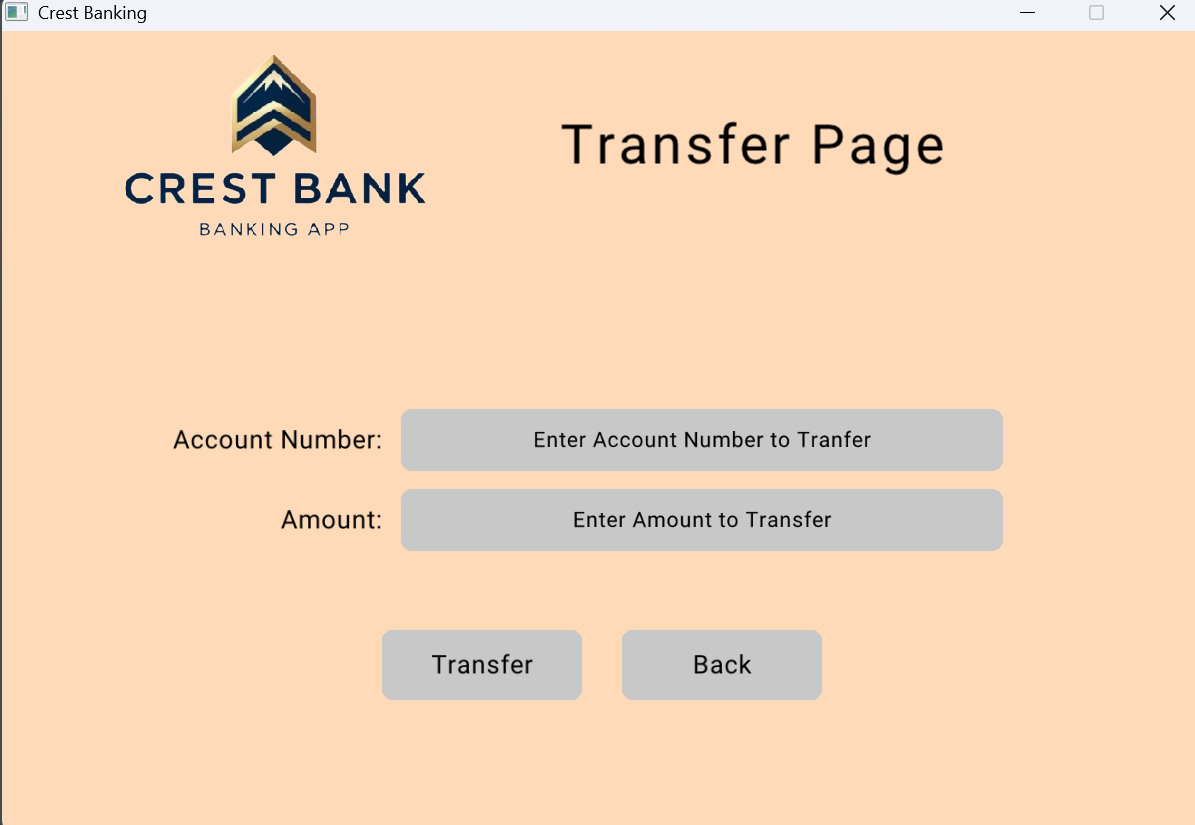 Crest Banking
CREST BANK
BANKING APP
Transfer Page
Account Number: Enter Account Number to Tranfer
Amount: Enter Amount to Transfer
Transfer Back